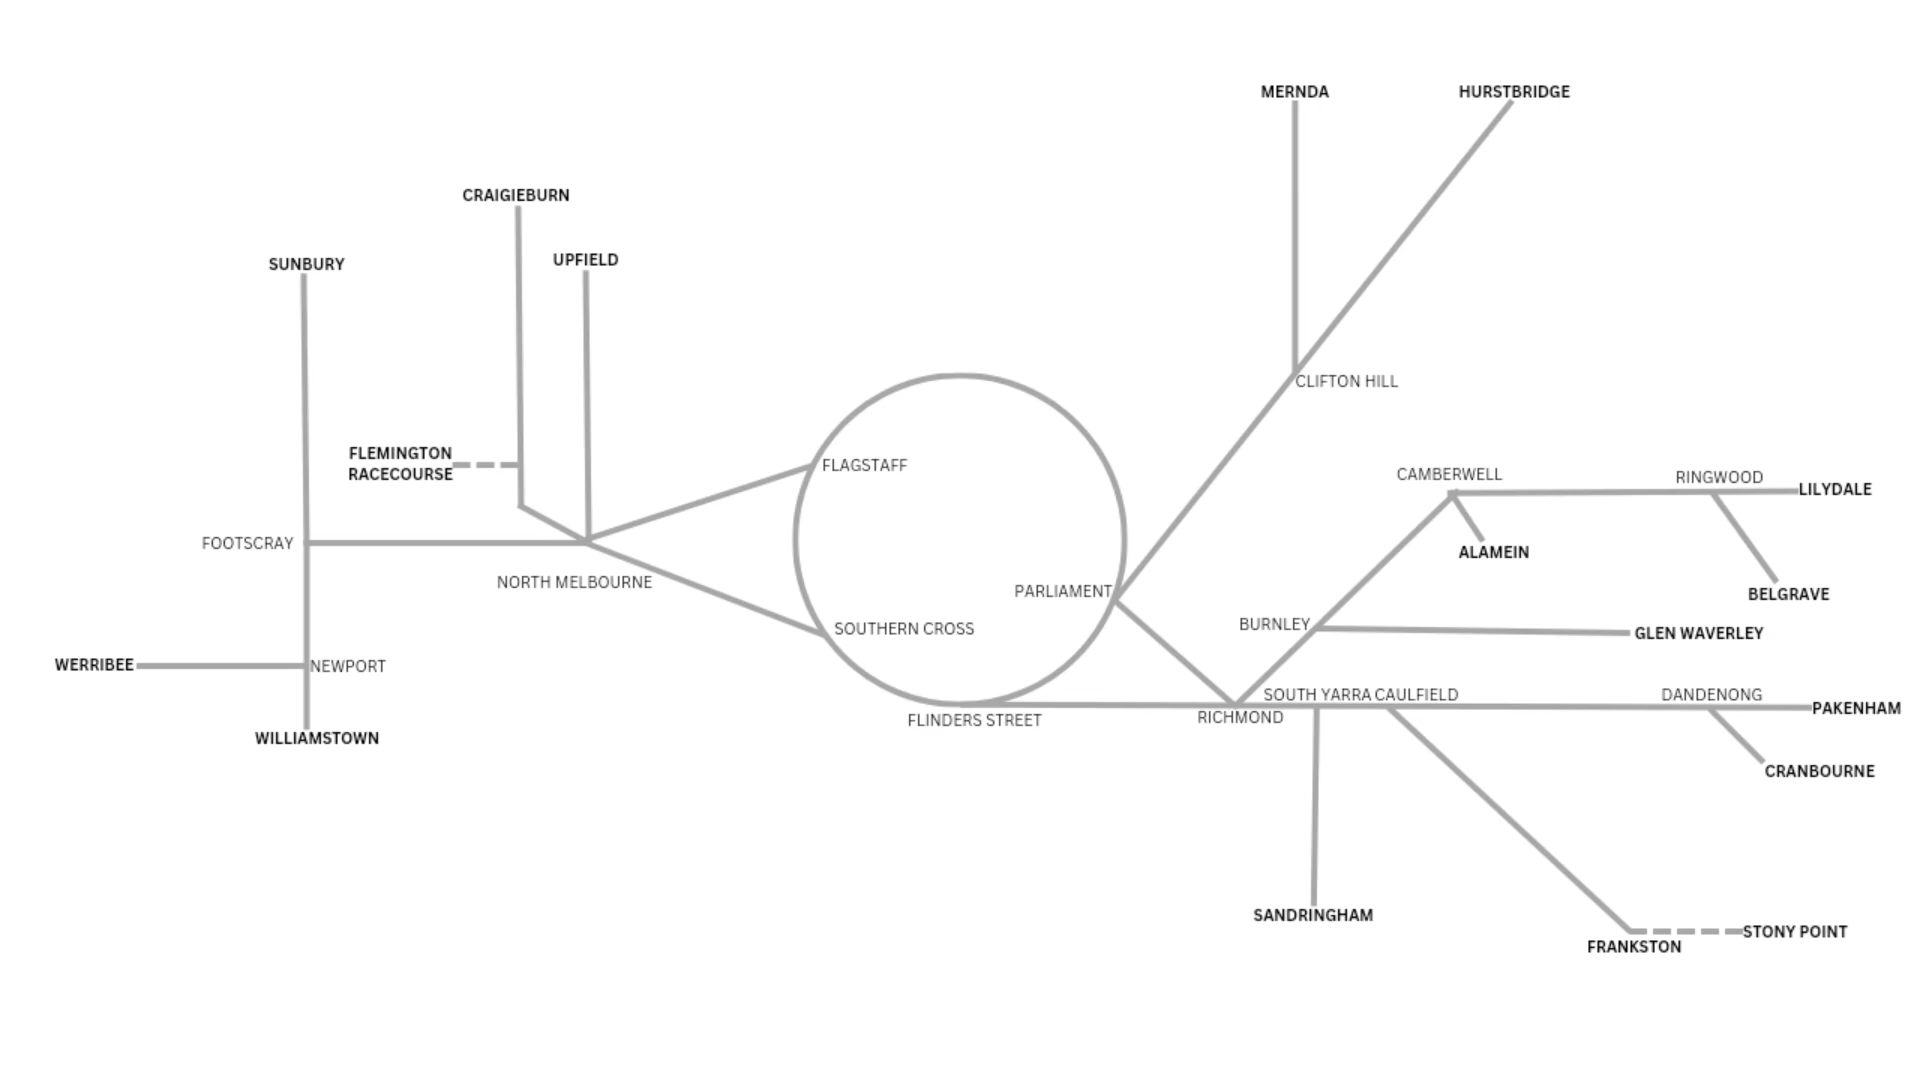 MERNDA
HURSTBRIDGE
CRAIGIEBURN
UPFIELD
SUNBURY
CLIFTON HILL
FLEMINGTON
RACECOURSE
FLAGSTAFF
CAMBERWELL
RINGWOOD
LILYDALE
FOOTSCRAY
ALAMEIN
NORTH MELBOURNE
PARLIAMENT
BELGRAVE
SOUTHERN CROSS
BURNLEY
GLEN WAVERLEY
WERRIBEE
NEWPORT
SOUTH YARRA
CAULFIELD
DANDENONG
PAKENHAM
FLINDERS STREET
RICHMOND
WILLIAMSTOWN
CRANBOURNE
SANDRINGHAM
STONY POINT
FRANKSTON